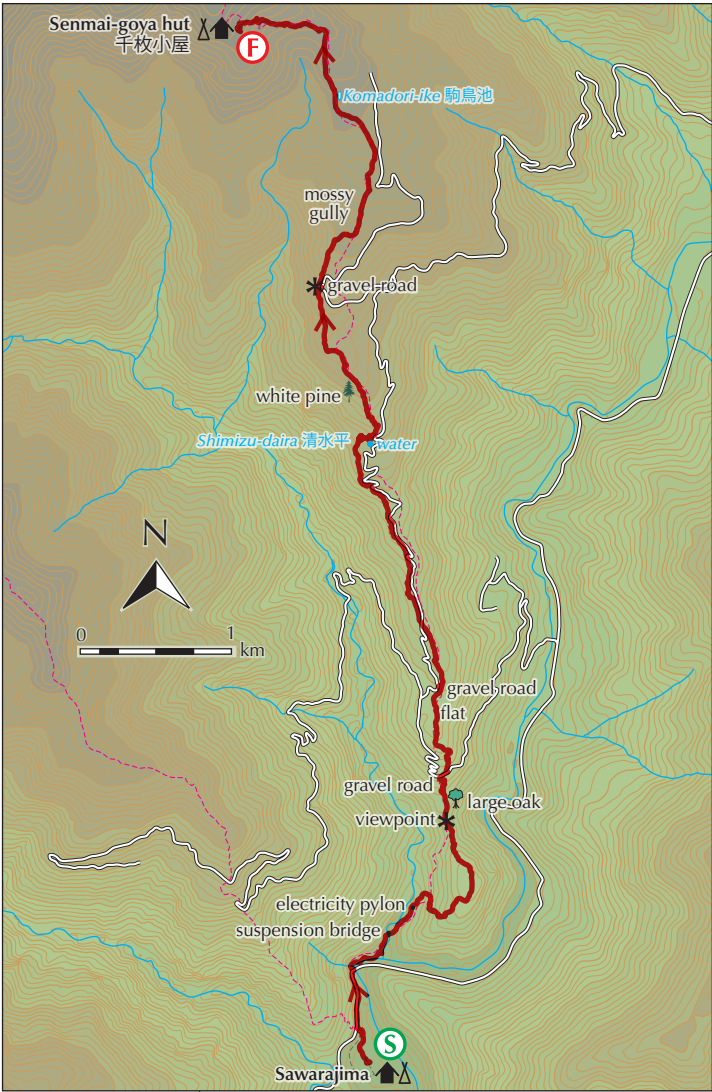 Senmai-goya hut
千枚小屋
F
Komadori-ike 駒鳥池
mossy
gully
gravel road
white pine
Shimizu-daira 清水平
water
N
0 1
km
gravel road
flat
gravel road
large oak
viewpoint
electricity pylon
suspension bridge
S
Sawarajima